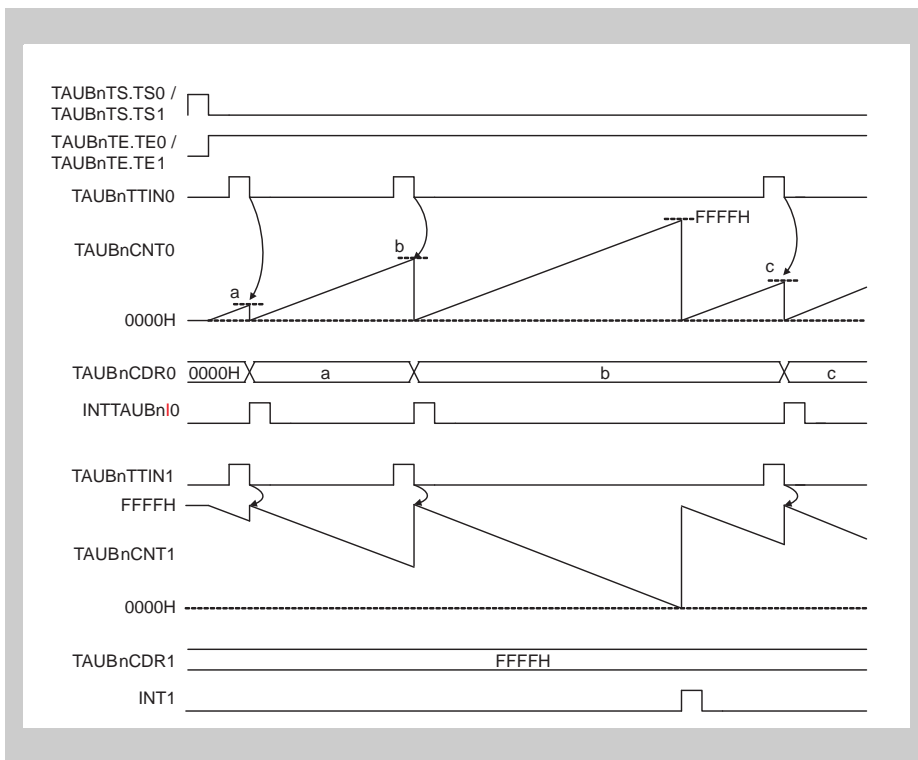 TAUBnTS.TS0 /
TAUBnTS.TS1
TAUBnTE.TE0 /
TAUBnTE.TE1
TAUBnTTIN0
FFFFH
TAUBnCNT0
a
b
c
0000H
TAUBnCDR0 0000H a b c
INTTAUBnI0
TAUBnTTIN1
FFFFH
TAUBnCNT1
0000H
TAUBnCDR1 FFFFH
INT1